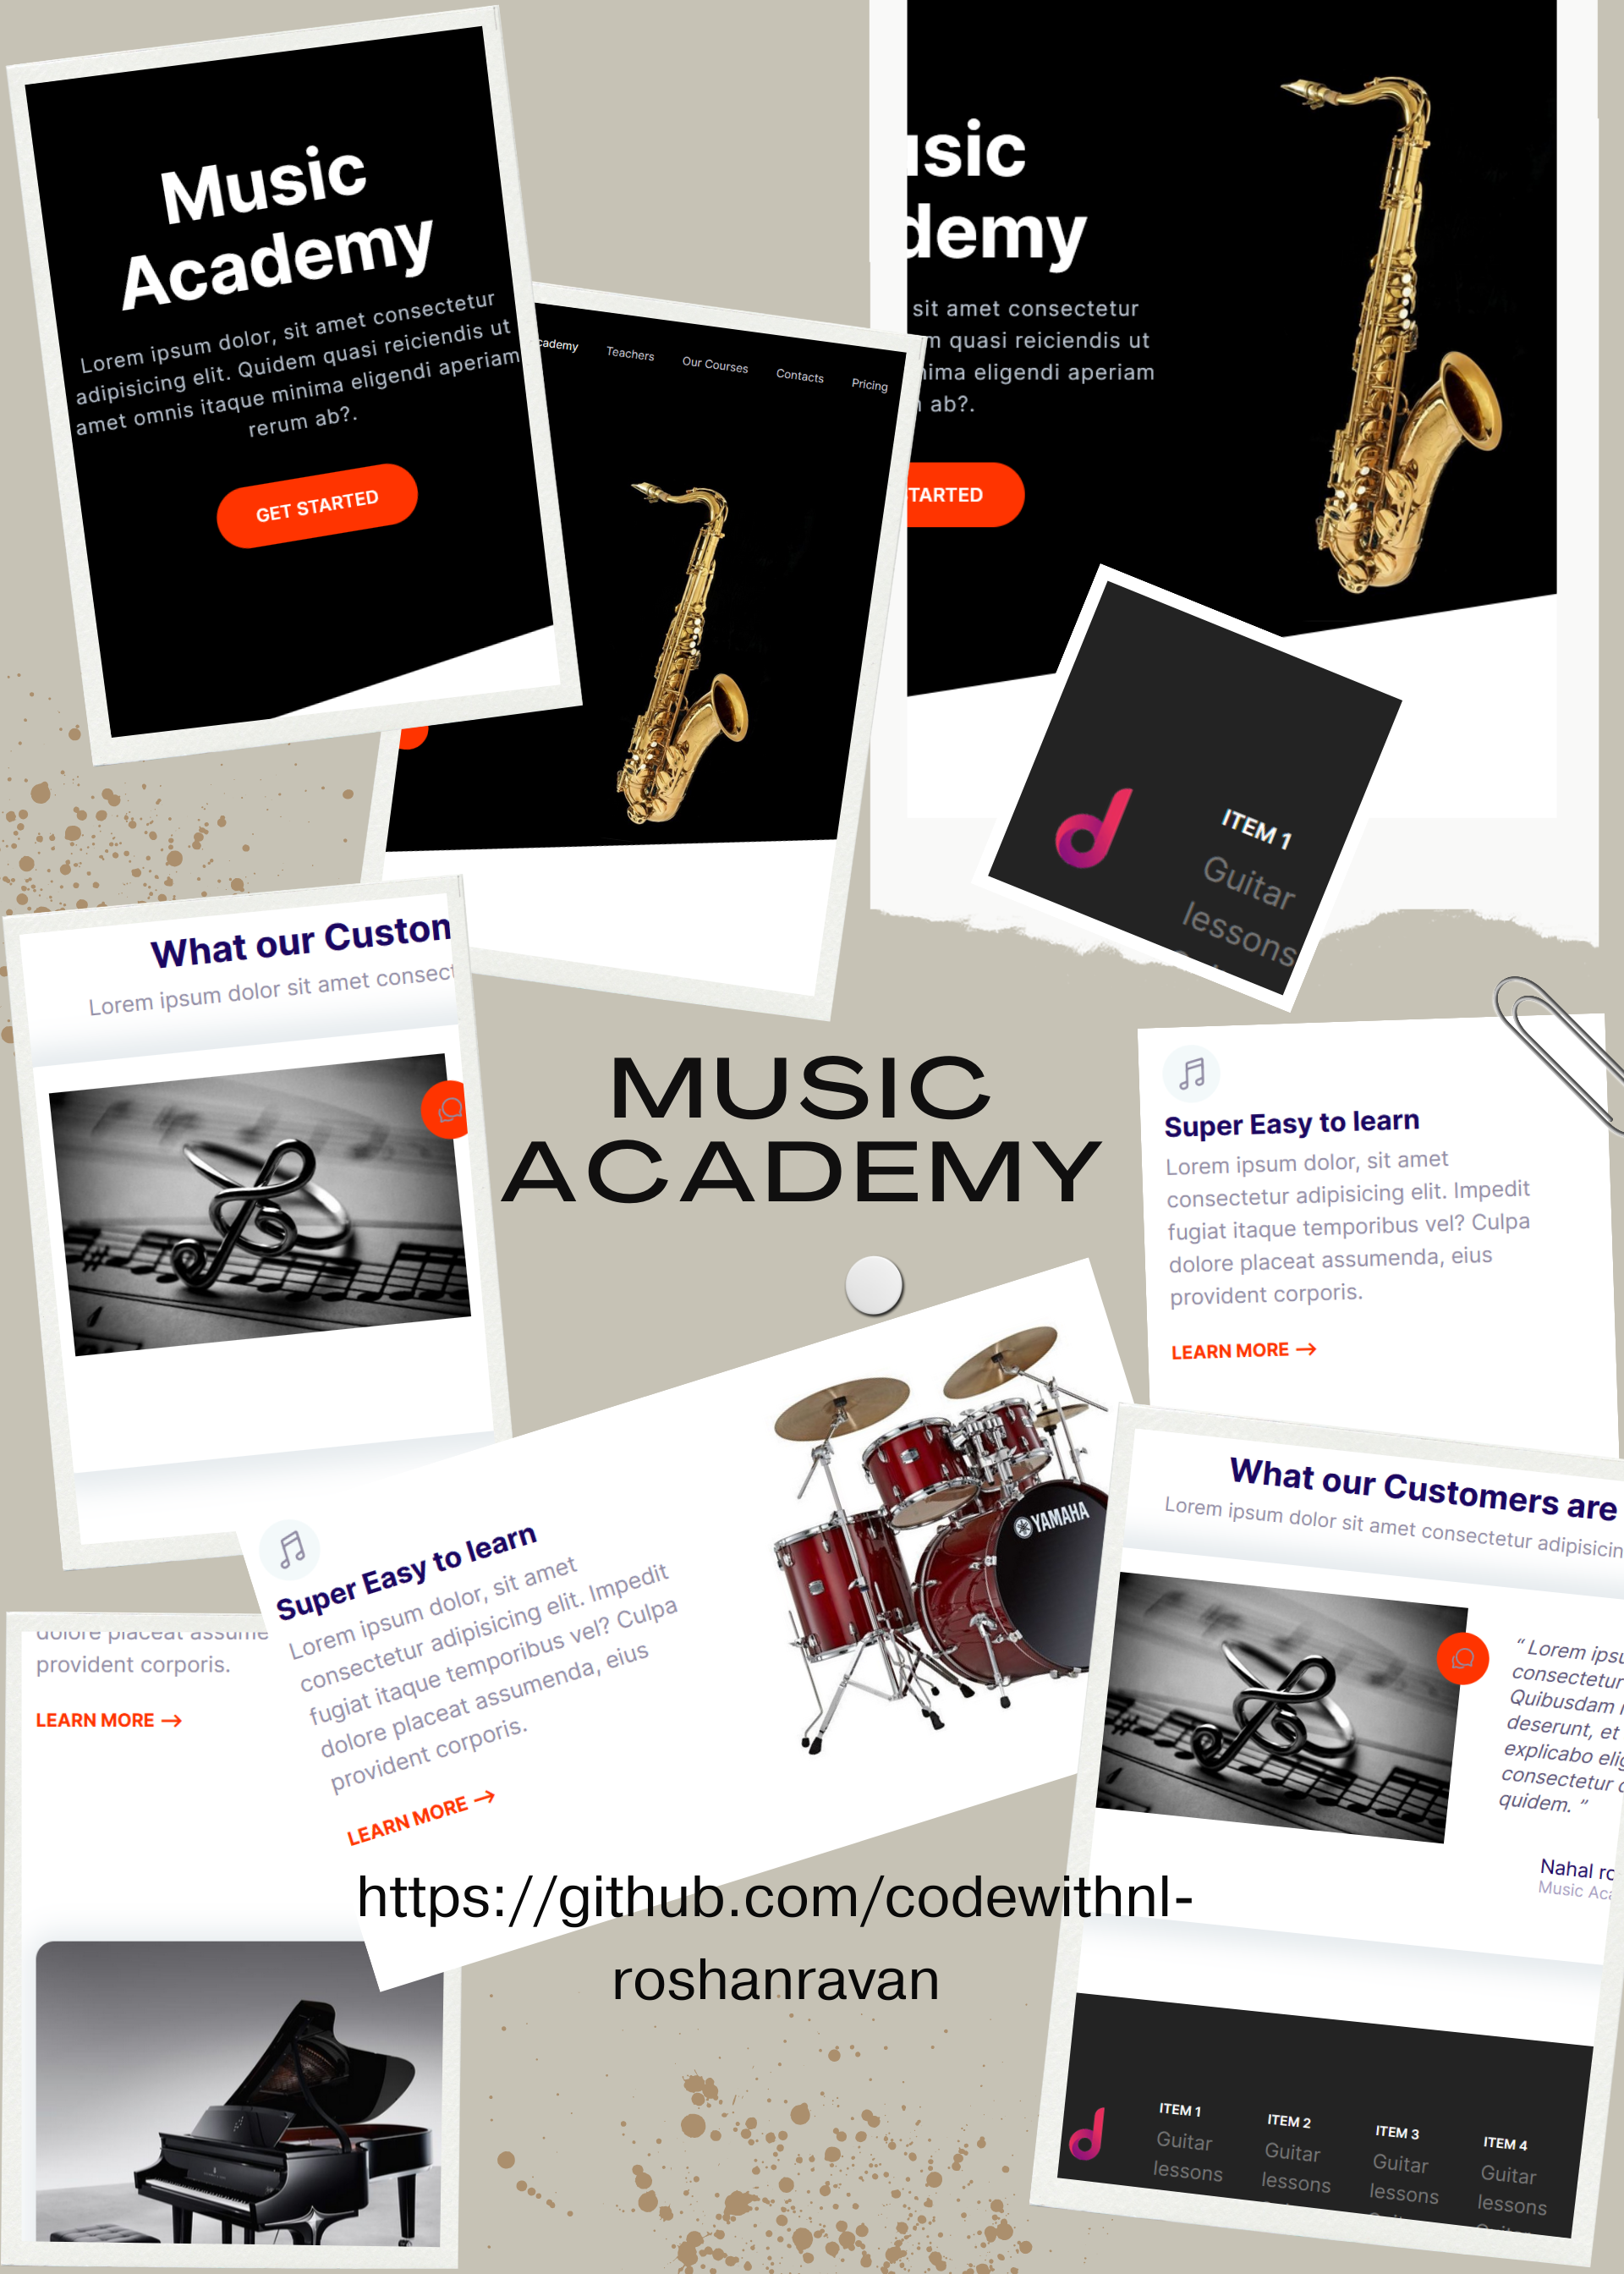 Music
Academy
Lorem ipsum dolor, sit amet consectetur
adipisicing elit. Quidem quasi reiciendis ut
amet omnis itaque minima eligendi aperiam
rerum ab?.
GET STARTED
cademy Teachers Our Courses Contacts Pricing
usic
demy
sit amet consectetur
m quasi reiciendis ut
nima eligendi aperiam
ab?.
TARTED
ITEM 1
Guitar
lessons
What our Custom
Lorem ipsum dolor sit amet consect
MUSIC
ACADEMY
Super Easy to learn
Lorem ipsum dolor, sit amet
consectetur adipisicing elit. Impedit
fugiat itaque temporibus vel? Culpa
dolore placeat assumenda, eius
provident corporis.
LEARN MORE →
Super Easy to learn
Lorem ipsum dolor, sit amet
consectetur adipisicing elit. Impedit
fugiat itaque temporibus vel? Culpa
dolore placeat assumenda, eius
provident corporis.
LEARN MORE →
YAMAHA
What our Customers are
Lorem ipsum dolor sit amet consectetur adipisicin
“ Lorem ipsu
consectetur
Quibusdam
deserunt, et
explicabo elig
consectetur
quidem. ”
Nahal ro
Music Aca
dolore placeat assume
provident corporis.
LEARN MORE →
https://github.com/codewithnl-
roshanravan
ITEM 1 ITEM 2 ITEM 3 ITEM 4
Guitar Guitar Guitar Guitar
lessons lessons lessons lessons